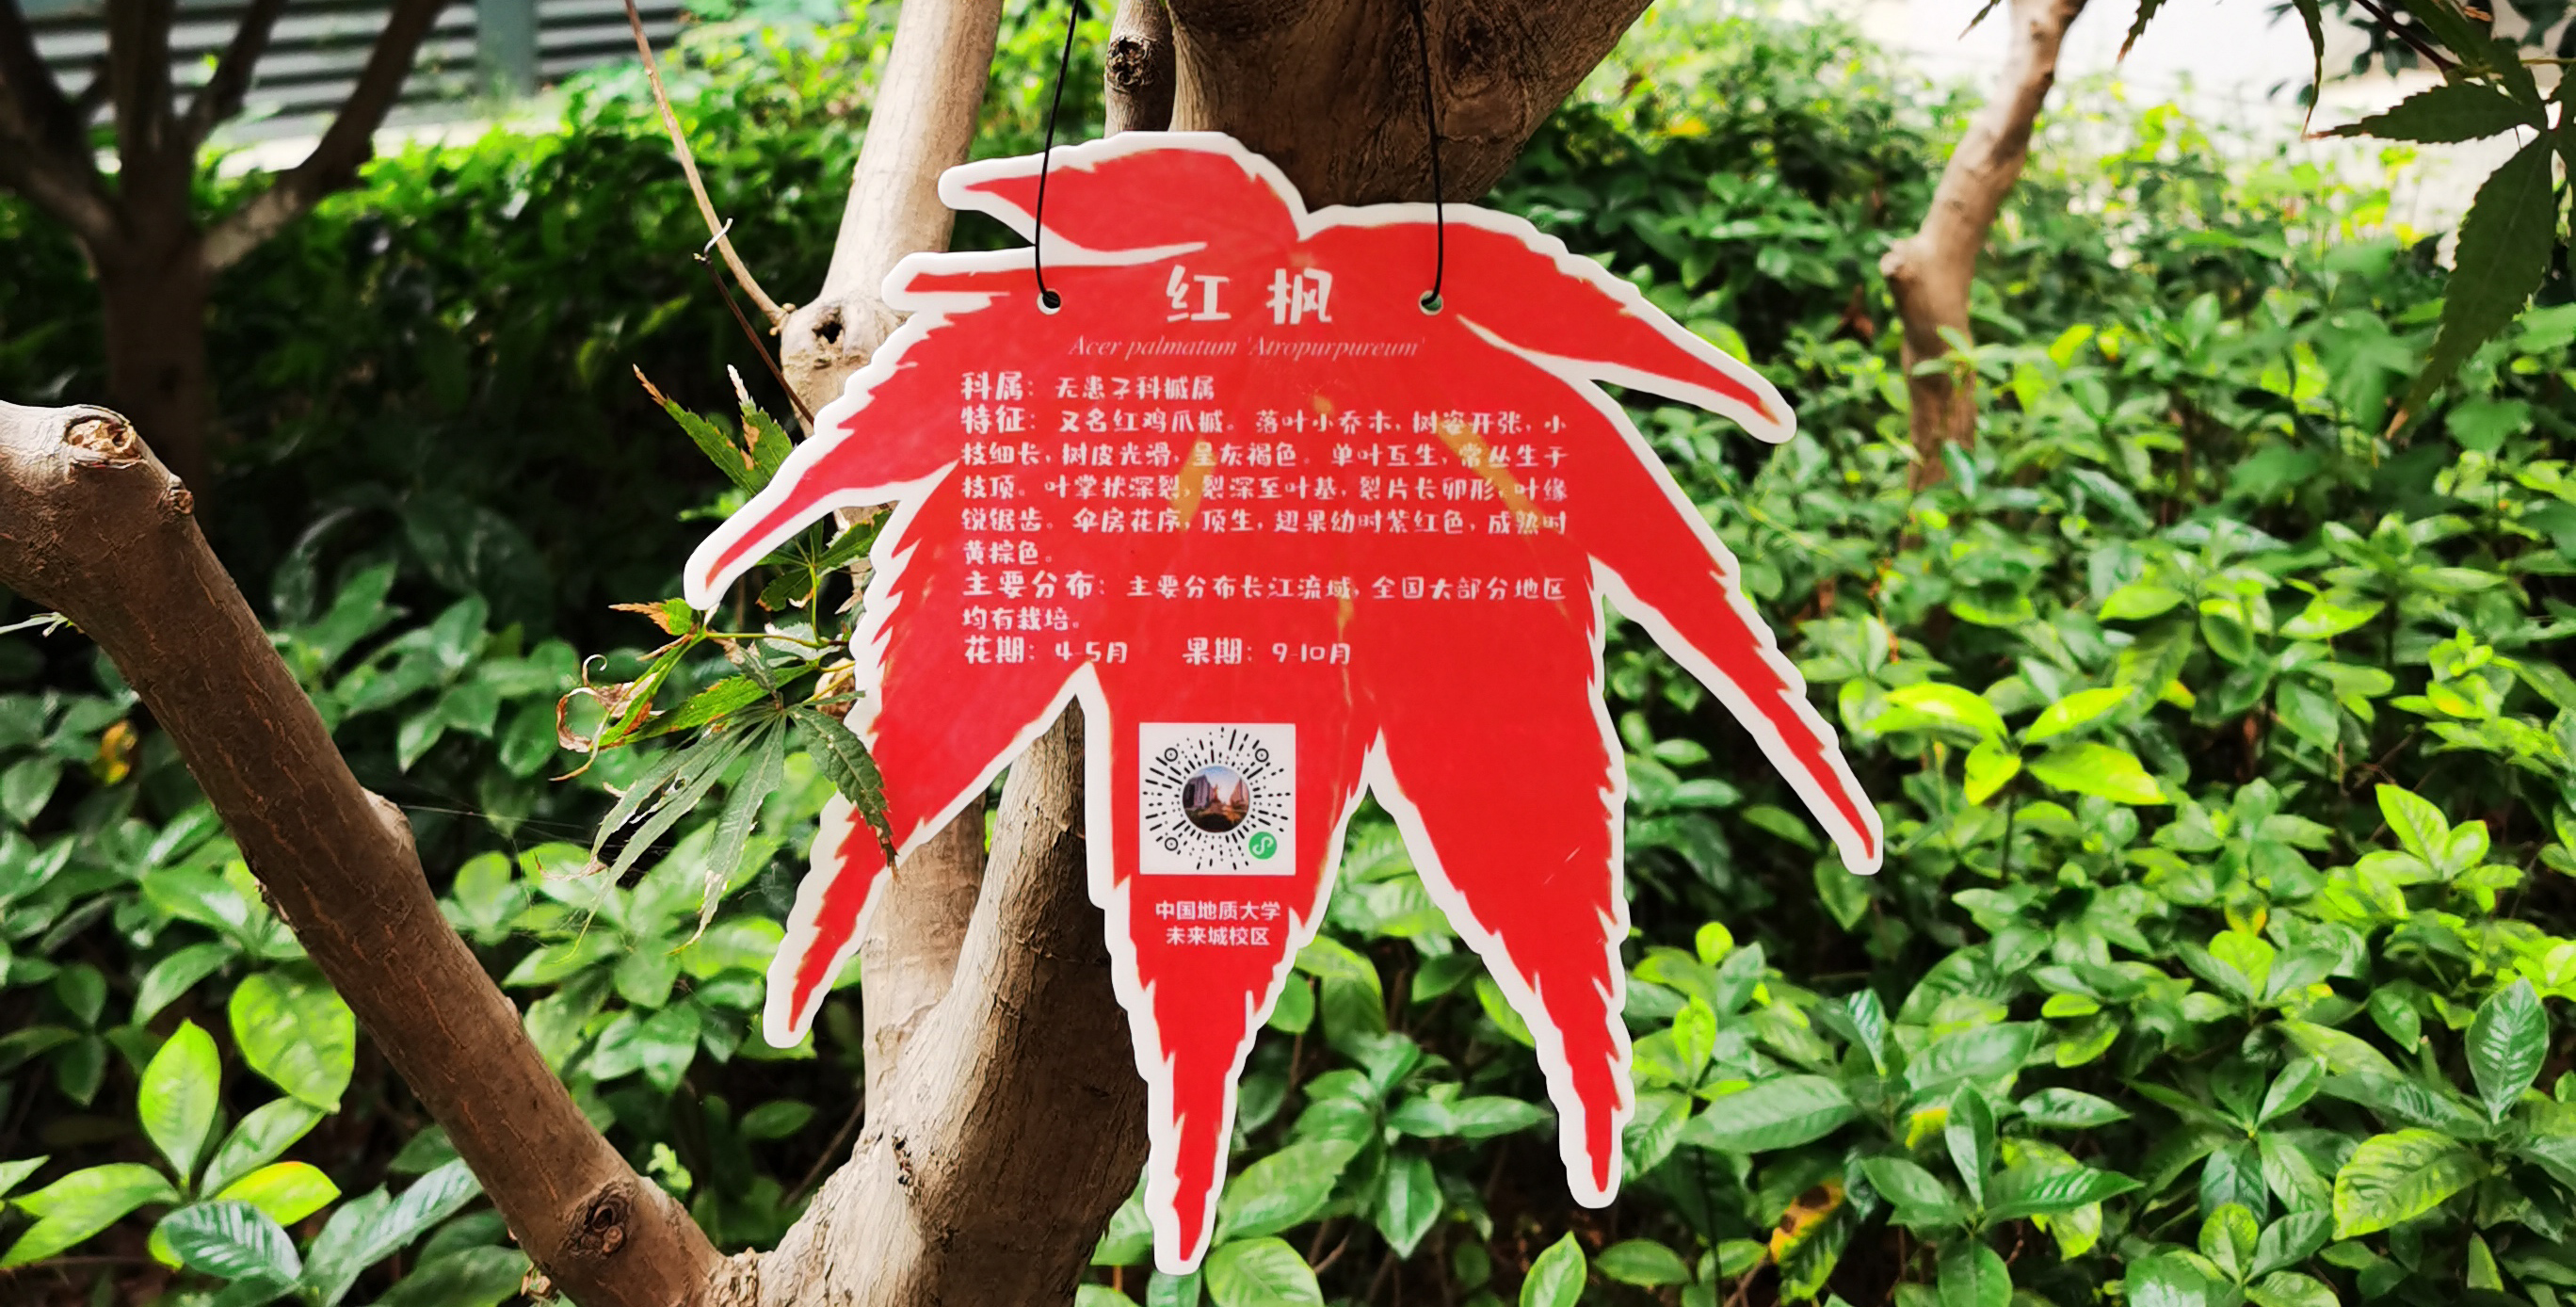 红枫
Acer palmatum 'Atropurpureum'
科属：无患子科槭属
特征：又名红鸡爪槭。落叶小乔木，树姿开张，小
枝细长，树皮光滑，呈灰褐色。单叶互生，常丛生于
枝顶。叶掌状深裂，裂深至叶基，裂片长卵形，叶缘
锐锯齿。伞房花序，顶生，翅果幼时紫红色，成熟时
黄棕色。
主要分布：主要分布长江流域，全国大部分地区
均有栽培。
花期：4-5月 果期：9-10月
中国地质大学
未来城校区